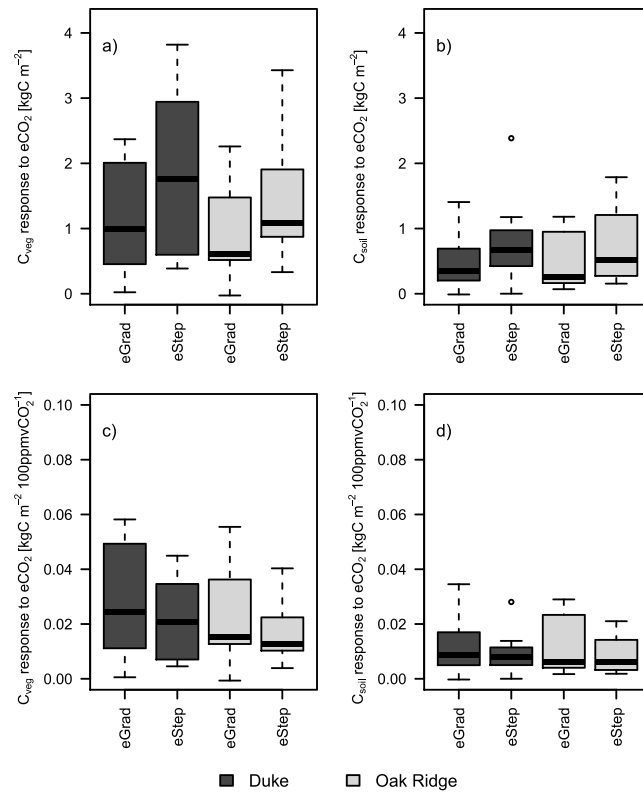 a)
b)
C_veg response to eCO₂ [kgC m⁻²]
4
3
2
1
0
eGrad
eStep
eGrad
eStep
C_soil response to eCO₂ [kgC m⁻²]
4
3
2
1
0
eGrad
eStep
eGrad
eStep
c)
d)
C_veg response to eCO₂ [kgC m⁻² 100ppmvCO₂⁻¹]
0.10
0.08
0.06
0.04
0.02
0.00
eGrad
eStep
eGrad
eStep
C_soil response to eCO₂ [kgC m⁻² 100ppmvCO₂⁻¹]
0.10
0.08
0.06
0.04
0.02
0.00
eGrad
eStep
eGrad
eStep
Duke Oak Ridge